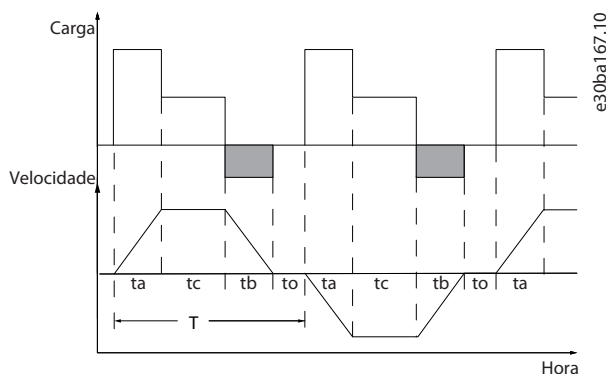 Carga
e30ba167.10
Velocidade
ta tc tb to ta tc tb to ta
T
Hora